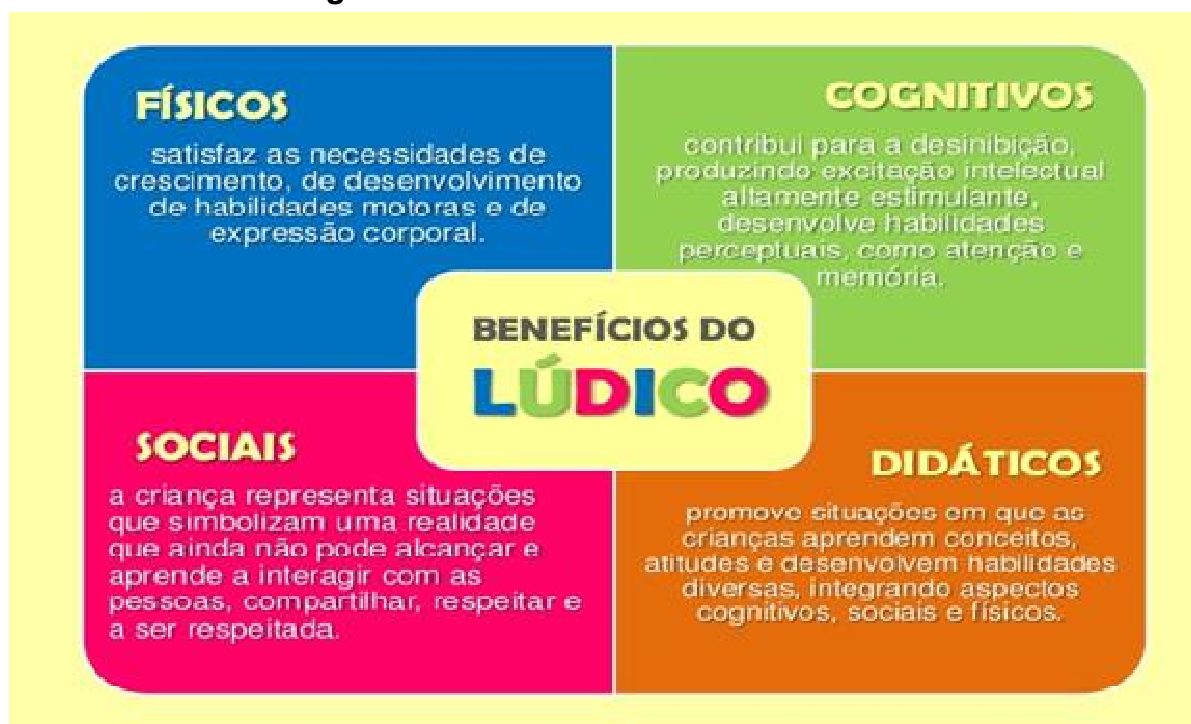 FÍSICOS
satisfaz as necessidades de
crescimento, de desenvolvimento
de habilidades motoras e de
expressão corporal.
COGNITIVOS
contribui para a desinibição,
produzindo excitação intelectual
altamente estimulante,
desenvolve habilidades
perceptuais, como atenção e
memória.
BENEFÍCIOS DO
LÚDICO
SOCIAIS
a criança representa situações
que simbolizam uma realidade
que ainda não pode alcançar e
aprende a interagir com as
pessoas, compartilhar, respeitar e
a ser respeitada.
DIDÁTICOS
promove situações em que as
crianças aprendem conceitos,
atitudes e desenvolvem habilidades
diversas, integrando aspectos
cognitivos, sociais e físicos.